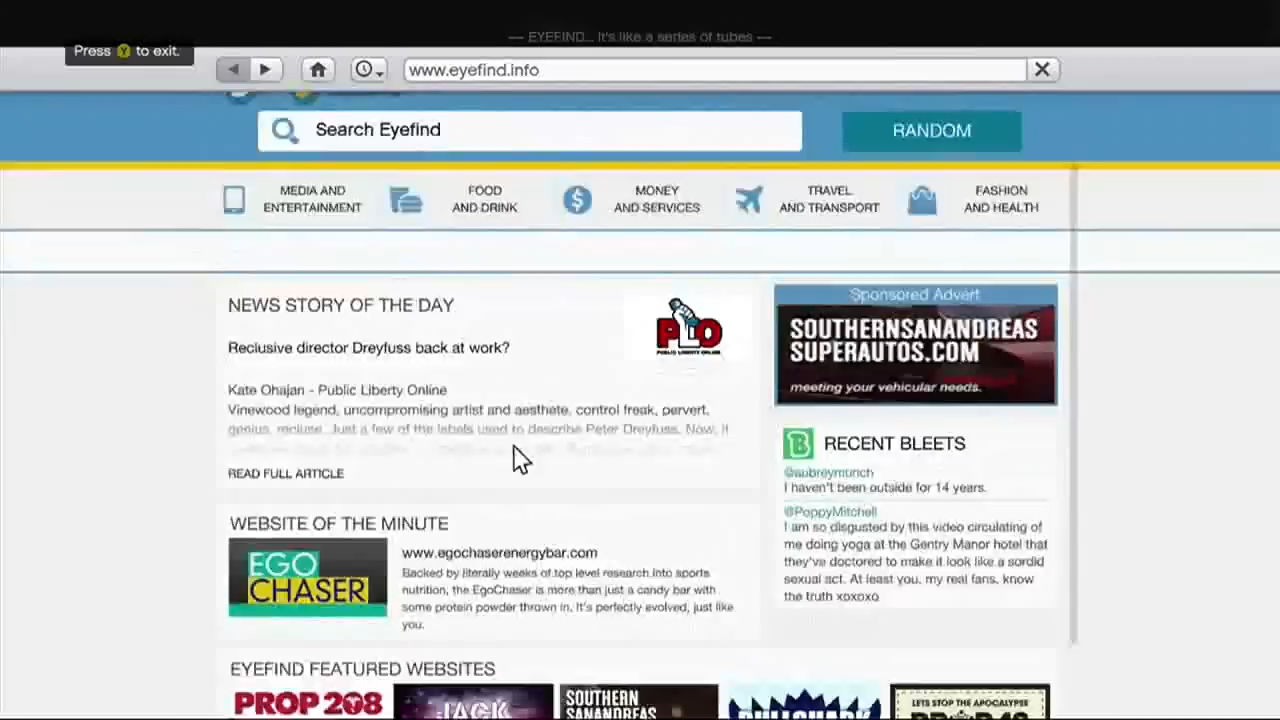 — EYEFIND... It's like a series of tubes —
Press Y to exit.
www.eyefind.info
Search Eyefind
RANDOM
MEDIA AND
ENTERTAINMENT
FOOD
AND DRINK
MONEY
AND SERVICES
TRAVEL
AND TRANSPORT
FASHION
AND HEALTH
NEWS STORY OF THE DAY
PLO
PUBLIC LIBERTY ONLINE
Reclusive director Dreyfuss back at work?
Kate Ohajan - Public Liberty Online
Vinewood legend, uncompromising artist and aesthete, control freak, pervert,
genius, recluse. Just a few of the labels used to describe Peter Dreyfuss. Now, it
READ FULL ARTICLE
WEBSITE OF THE MINUTE
EGO
CHASER
www.egochaserenergybar.com
Backed by literally weeks of top level research into sports
nutrition, the EgoChaser is more than just a candy bar with
some protein powder thrown in. It's perfectly evolved, just like
you.
Sponsored Advert
SOUTHERNSANANDREAS
SUPERAUTOS.COM
meeting your vehicular needs.
B
RECENT BLEETS
@aubreymunch
I haven't been outside for 14 years.
@PoppyMitchell
I am so disgusted by this video circulating of
me doing yoga at the Gentry Manor hotel that
they've doctored to make it look like a sordid
sexual act. At least you, my real fans, know
the truth xoxoxo
EYEFIND FEATURED WEBSITES
PROP 208
JACK
SOUTHERN
SANANDREAS
BULLSHARK
LETS STOP THE APOCALYPSE